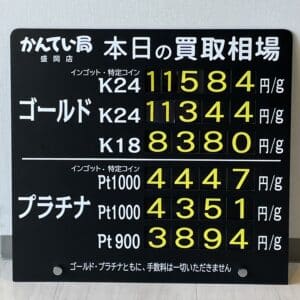 かんてい局 盛岡店 本日の買取相場
インゴット・特定コイン
K24 11584 円/g
ゴールド K24 11344 円/g
K18 8380 円/g
インゴット・特定コイン
Pt1000 4447 円/g
プラチナ Pt1000 4351 円/g
Pt900 3894 円/g
ゴールド・プラチナともに、手数料は一切いただきません